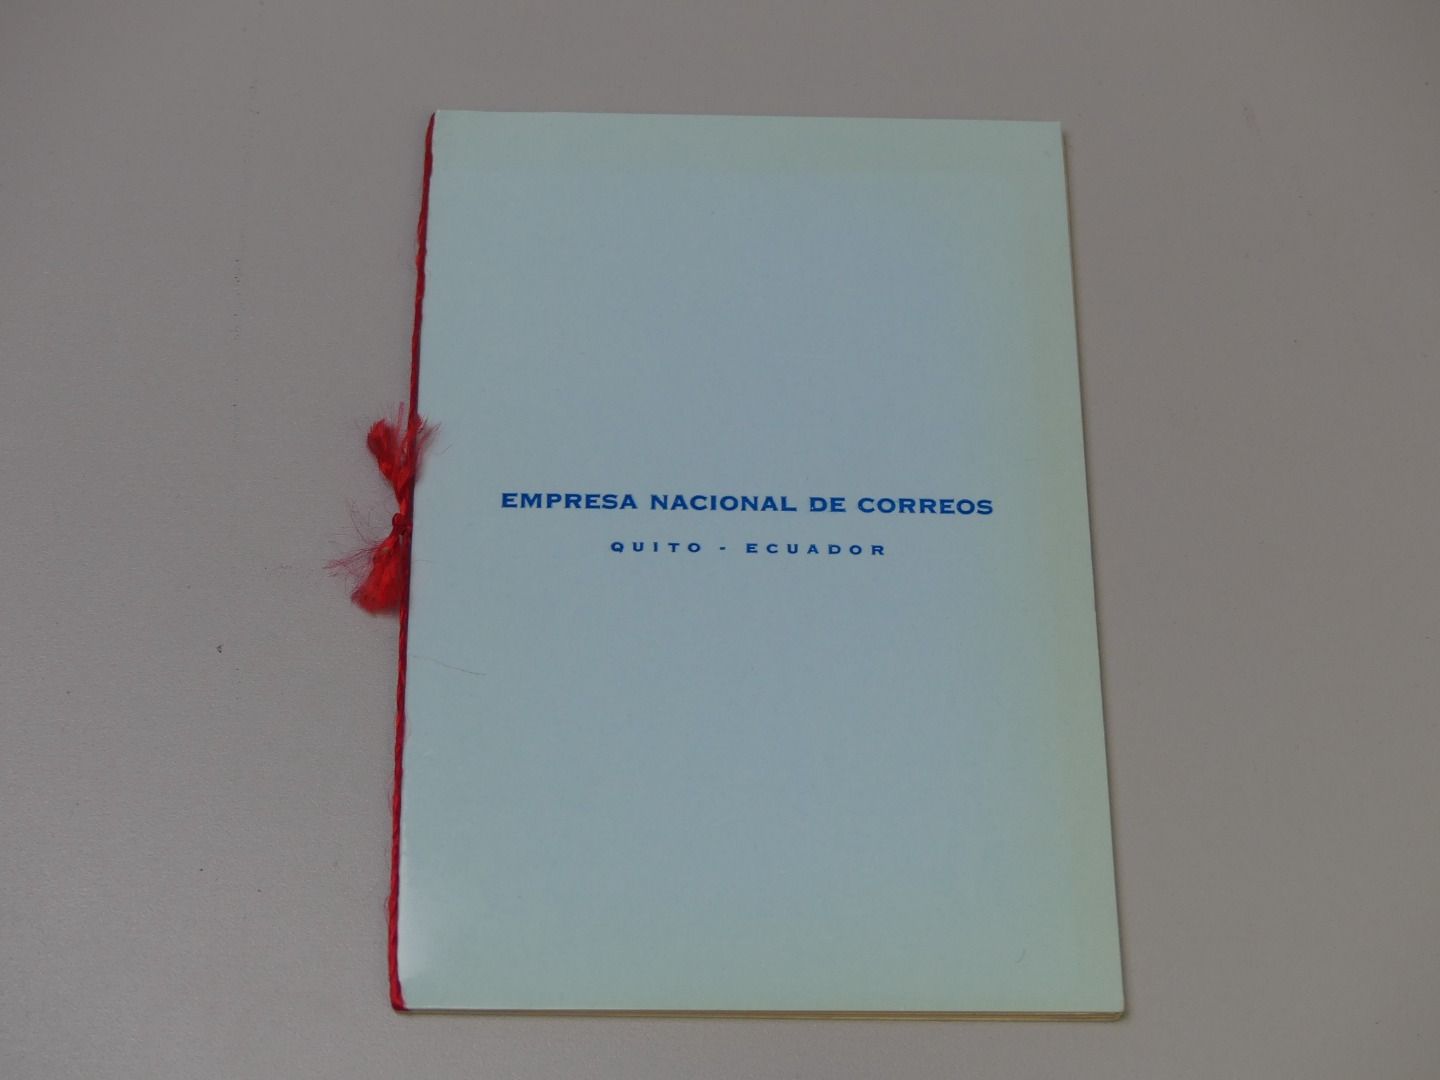 EMPRESA NACIONAL DE CORREOS
QUITO - ECUADOR